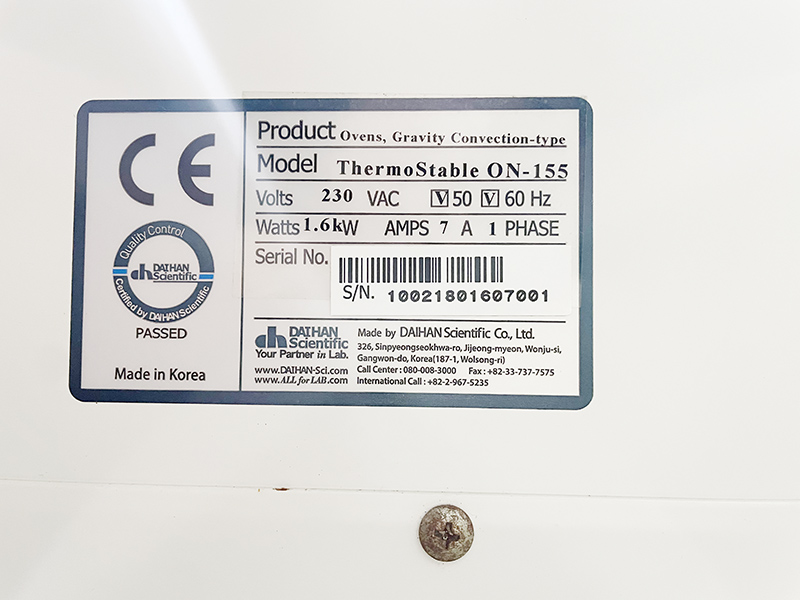 CE
Quality Control
DAIHAN
Scientific
Certified by DAIHAN Scientific
PASSED
Made in Korea
Product Ovens, Gravity Convection-type
Model ThermoStable ON-155
Volts 230 VAC V 50 V 60 Hz
Watts 1.6kW AMPS 7 A 1 PHASE
Serial No.
S/N. 10021801607001
DAIHAN
Scientific
Your Partner in Lab.
www.DAIHAN-Sci.com
www.ALLforLAB.com
Made by DAIHAN Scientific Co., Ltd.
326, Sinpyeongseokhwa-ro, Jijeong-myeon, Wonju-si,
Gangwon-do, Korea(187-1, Wolsong-ri)
Call Center : 080-008-3000 Fax : +82-33-737-7575
International Call : +82-2-967-5235